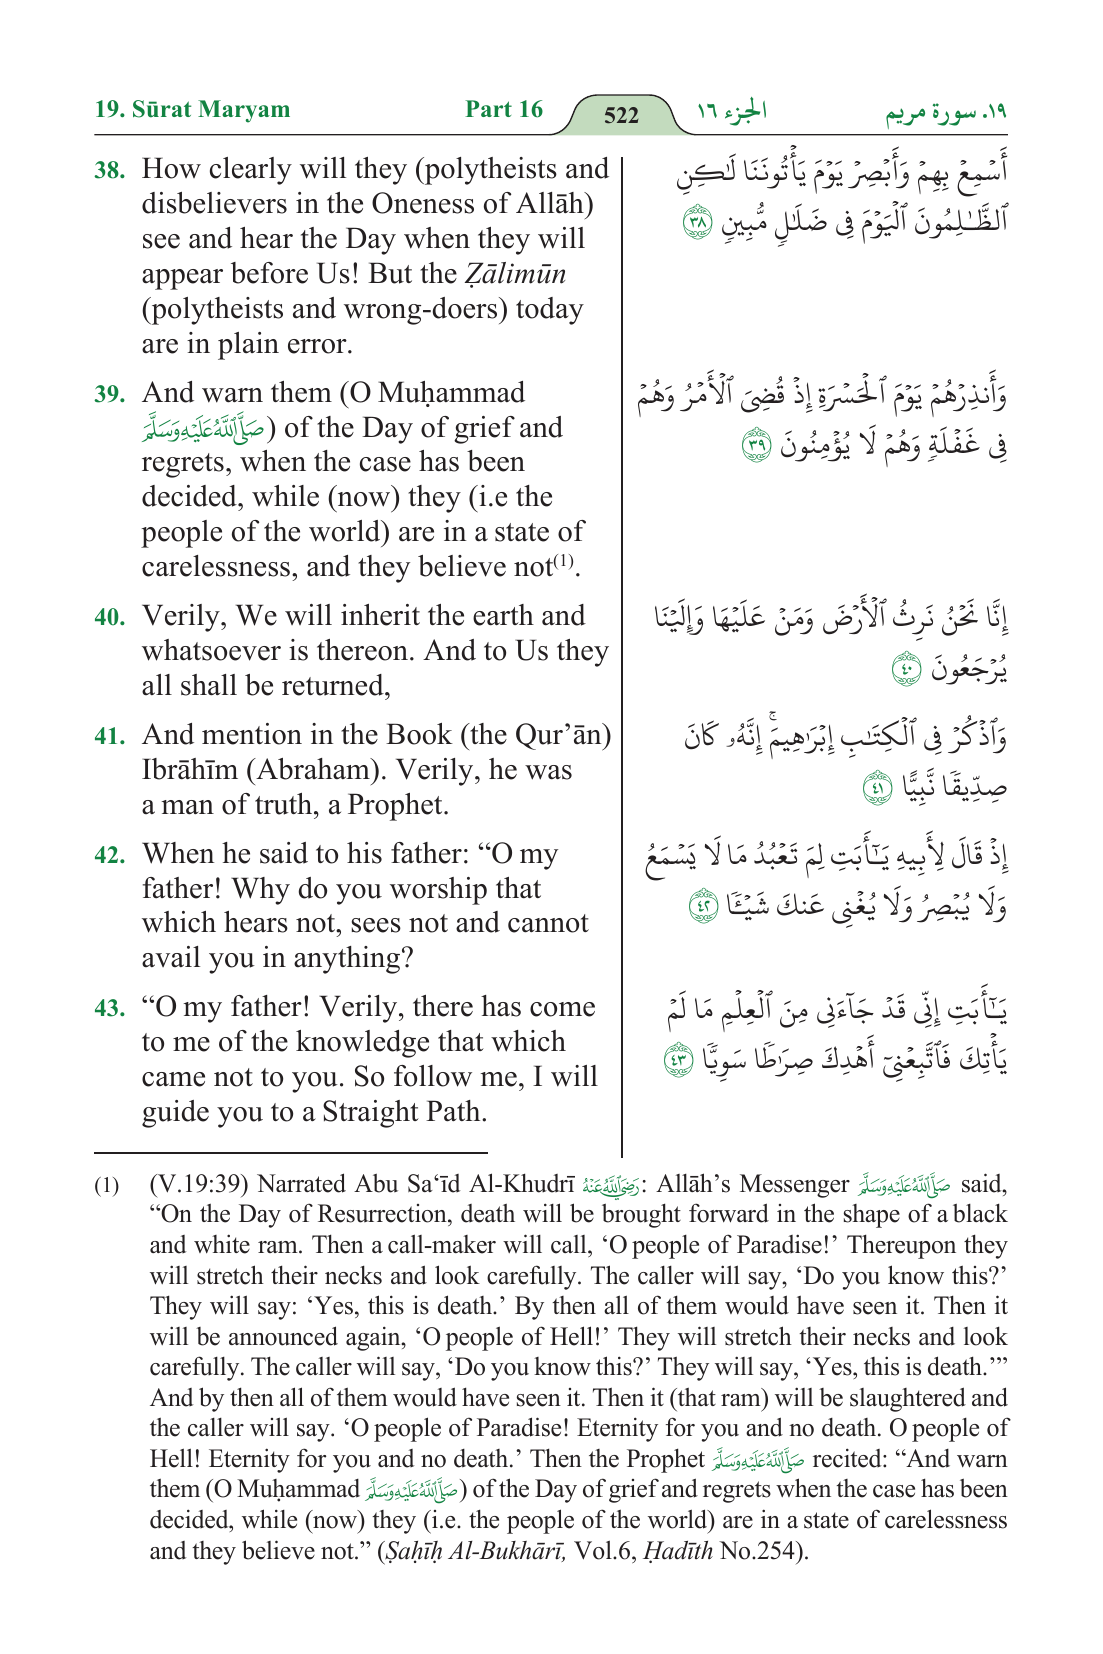 19. Sūrat Maryam Part 16 522 الجزء ١٦ ١٩. سورة مريم
38. How clearly will they (polytheists and
disbelievers in the Oneness of Allāh)
see and hear the Day when they will
appear before Us! But the Ẓālimūn
(polytheists and wrong-doers) today
are in plain error.
أَسۡمِعۡ بِهِمۡ وَأَبۡصِرۡ يَوۡمَ يَأۡتُونَنَا لَٰكِنِ
ٱلظَّٰلِمُونَ ٱلۡيَوۡمَ فِي ضَلَٰلٖ مُّبِينٖ ٣٨
39. And warn them (O Muḥammad
ﷺ) of the Day of grief and
regrets, when the case has been
decided, while (now) they (i.e the
people of the world) are in a state of
carelessness, and they believe not(1).
وَأَنذِرۡهُمۡ يَوۡمَ ٱلۡحَسۡرَةِ إِذۡ قُضِيَ ٱلۡأَمۡرُ وَهُمۡ
فِي غَفۡلَةٖ وَهُمۡ لَا يُؤۡمِنُونَ ٣٩
40. Verily, We will inherit the earth and
whatsoever is thereon. And to Us they
all shall be returned,
إِنَّا نَحۡنُ نَرِثُ ٱلۡأَرۡضَ وَمَنۡ عَلَيۡهَا وَإِلَيۡنَا
يُرۡجَعُونَ ٤٠
41. And mention in the Book (the Qur’ān)
Ibrāhīm (Abraham). Verily, he was
a man of truth, a Prophet.
وَٱذۡكُرۡ فِي ٱلۡكِتَٰبِ إِبۡرَٰهِيمَۚ إِنَّهُۥ كَانَ
صِدِّيقٗا نَّبِيًّا ٤١
42. When he said to his father: “O my
father! Why do you worship that
which hears not, sees not and cannot
avail you in anything?
إِذۡ قَالَ لِأَبِيهِ يَٰٓأَبَتِ لِمَ تَعۡبُدُ مَا لَا يَسۡمَعُ
وَلَا يُبۡصِرُ وَلَا يُغۡنِي عَنكَ شَيۡـٔٗا ٤٢
43. “O my father! Verily, there has come
to me of the knowledge that which
came not to you. So follow me, I will
guide you to a Straight Path.
يَٰٓأَبَتِ إِنِّي قَدۡ جَآءَنِي مِنَ ٱلۡعِلۡمِ مَا لَمۡ
يَأۡتِكَ فَٱتَّبِعۡنِيٓ أَهۡدِكَ صِرَٰطٗا سَوِيّٗا ٤٣
(1) (V.19:39) Narrated Abu Sa‘īd Al-Khudrī رَضِيَ ٱللَّهُ عَنْهُ: Allāh’s Messenger ﷺ said,
“On the Day of Resurrection, death will be brought forward in the shape of a black
and white ram. Then a call-maker will call, ‘O people of Paradise!’ Thereupon they
will stretch their necks and look carefully. The caller will say, ‘Do you know this?’
They will say: ‘Yes, this is death.’ By then all of them would have seen it. Then it
will be announced again, ‘O people of Hell!’ They will stretch their necks and look
carefully. The caller will say, ‘Do you know this?’ They will say, ‘Yes, this is death.’”
And by then all of them would have seen it. Then it (that ram) will be slaughtered and
the caller will say. ‘O people of Paradise! Eternity for you and no death. O people of
Hell! Eternity for you and no death.’ Then the Prophet ﷺ recited: “And warn
them (O Muḥammad ﷺ) of the Day of grief and regrets when the case has been
decided, while (now) they (i.e. the people of the world) are in a state of carelessness
and they believe not.” (Ṣaḥīḥ Al-Bukhārī, Vol.6, Ḥadīth No.254).